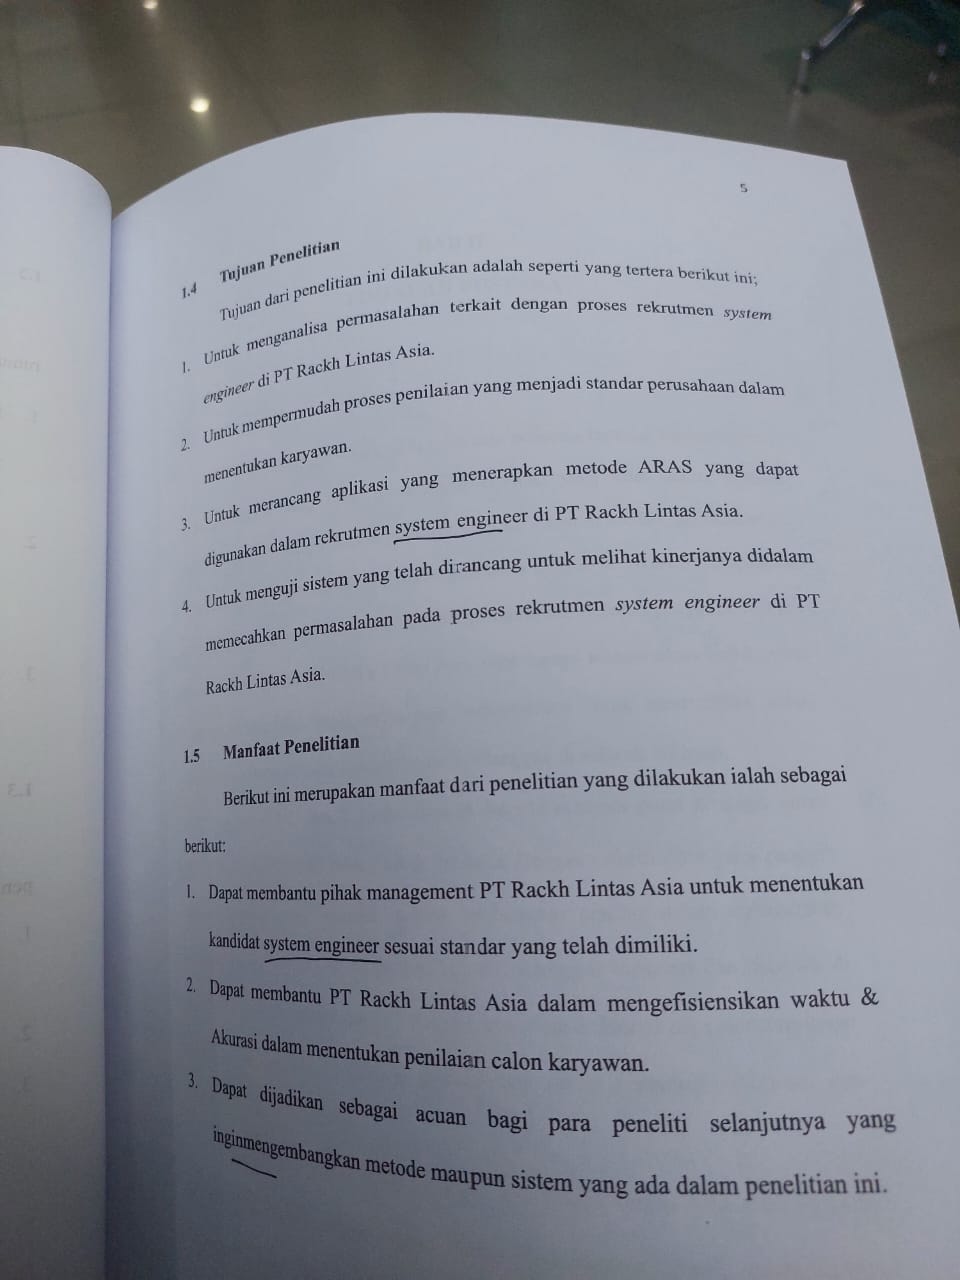 5
1.4 Tujuan Penelitian
Tujuan dari penelitian ini dilakukan adalah seperti yang tertera berikut ini;
1. Untuk menganalisa permasalahan terkait dengan proses rekrutmen system
engineer di PT Rackh Lintas Asia.
2. Untuk mempermudah proses penilaian yang menjadi standar perusahaan dalam
menentukan karyawan.
3. Untuk merancang aplikasi yang menerapkan metode ARAS yang dapat
digunakan dalam rekrutmen system engineer di PT Rackh Lintas Asia.
4. Untuk menguji sistem yang telah dirancang untuk melihat kinerjanya didalam
memecahkan permasalahan pada proses rekrutmen system engineer di PT
Rackh Lintas Asia.
1.5 Manfaat Penelitian
Berikut ini merupakan manfaat dari penelitian yang dilakukan ialah sebagai
berikut:
1. Dapat membantu pihak management PT Rackh Lintas Asia untuk menentukan
kandidat system engineer sesuai standar yang telah dimiliki.
2. Dapat membantu PT Rackh Lintas Asia dalam mengefisiensikan waktu &
Akurasi dalam menentukan penilaian calon karyawan.
3. Dapat dijadikan sebagai acuan bagi para peneliti selanjutnya yang
inginmengembangkan metode maupun sistem yang ada dalam penelitian ini.